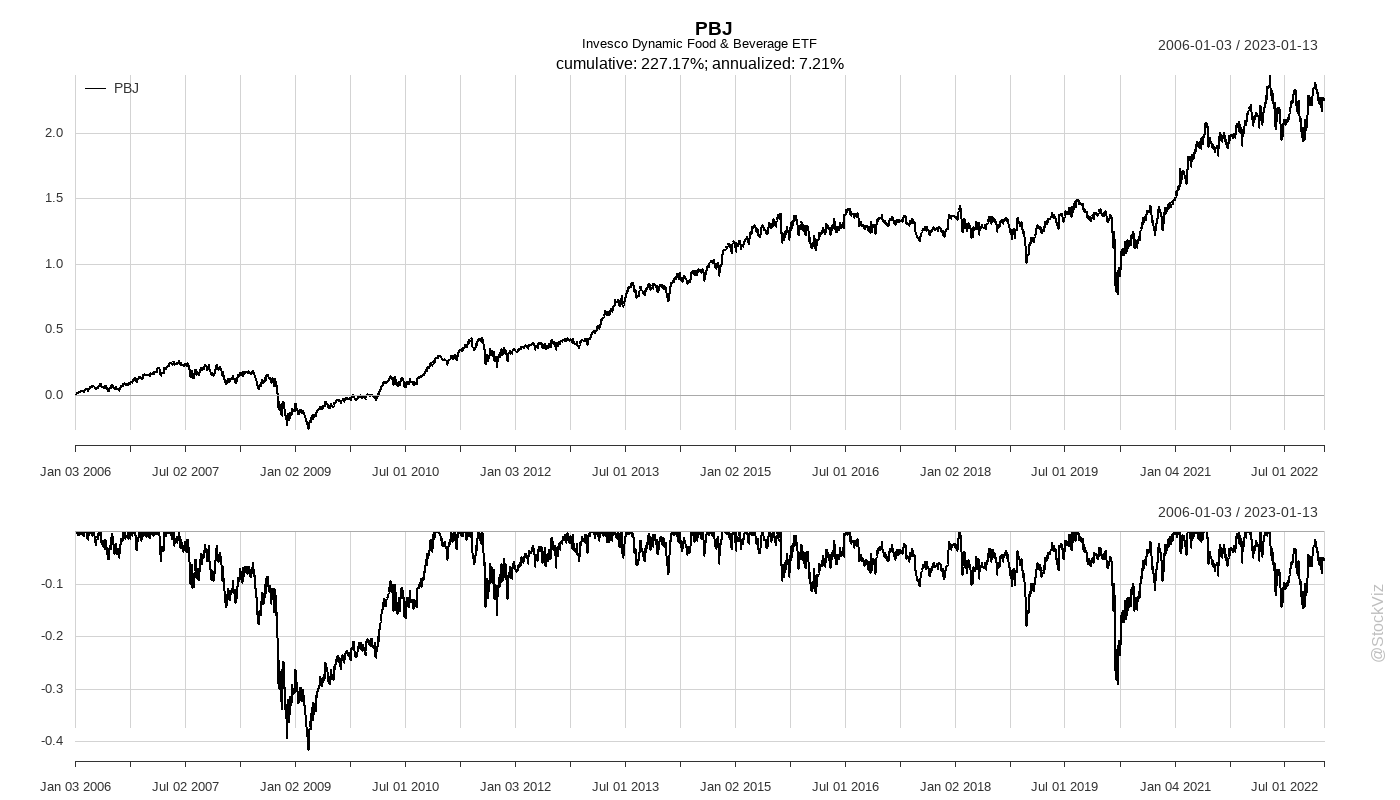 PBJ
Invesco Dynamic Food & Beverage ETF
cumulative: 227.17%; annualized: 7.21%
2006-01-03 / 2023-01-13
PBJ
2.0
1.5
1.0
0.5
0.0
Jan 03 2006 Jul 02 2007 Jan 02 2009 Jul 01 2010 Jan 03 2012 Jul 01 2013 Jan 02 2015 Jul 01 2016 Jan 02 2018 Jul 01 2019 Jan 04 2021 Jul 01 2022
2006-01-03 / 2023-01-13
-0.1
-0.2
-0.3
-0.4
Jan 03 2006 Jul 02 2007 Jan 02 2009 Jul 01 2010 Jan 03 2012 Jul 01 2013 Jan 02 2015 Jul 01 2016 Jan 02 2018 Jul 01 2019 Jan 04 2021 Jul 01 2022
@StockViz